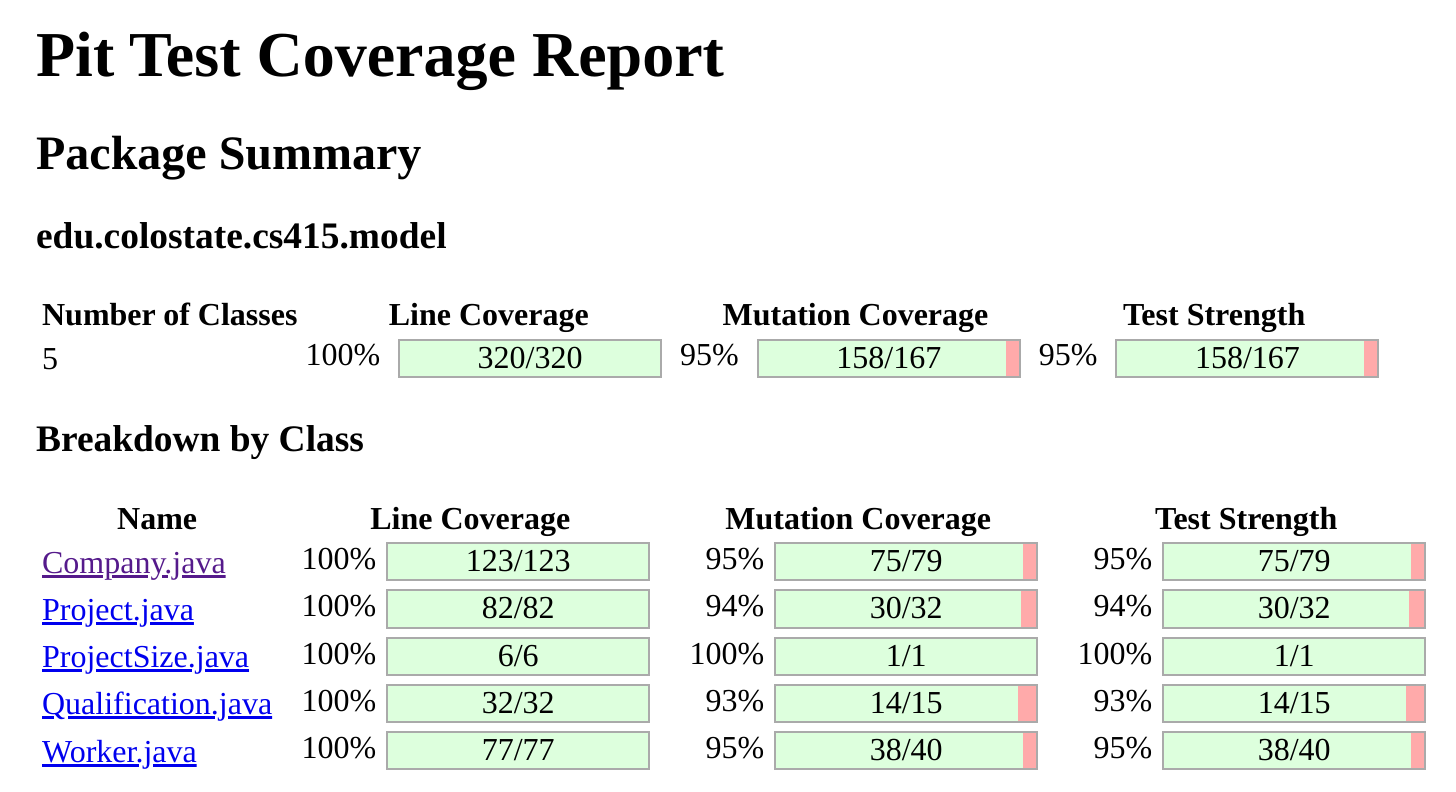 Pit Test Coverage Report
Package Summary
edu.colostate.cs415.model
Number of Classes Line Coverage Mutation Coverage Test Strength
5 100% 320/320 95% 158/167 95% 158/167
Breakdown by Class
Name Line Coverage Mutation Coverage Test Strength
Company.java 100% 123/123 95% 75/79 95% 75/79
Project.java 100% 82/82 94% 30/32 94% 30/32
ProjectSize.java 100% 6/6 100% 1/1 100% 1/1
Qualification.java 100% 32/32 93% 14/15 93% 14/15
Worker.java 100% 77/77 95% 38/40 95% 38/40